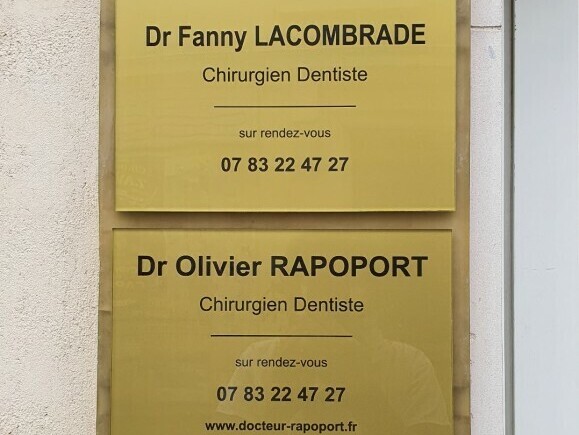 Dr Fanny LACOMBRADE
Chirurgien Dentiste
sur rendez-vous
07 83 22 47 27
Dr Olivier RAPOPORT
Chirurgien Dentiste
sur rendez-vous
07 83 22 47 27
www.docteur-rapoport.fr